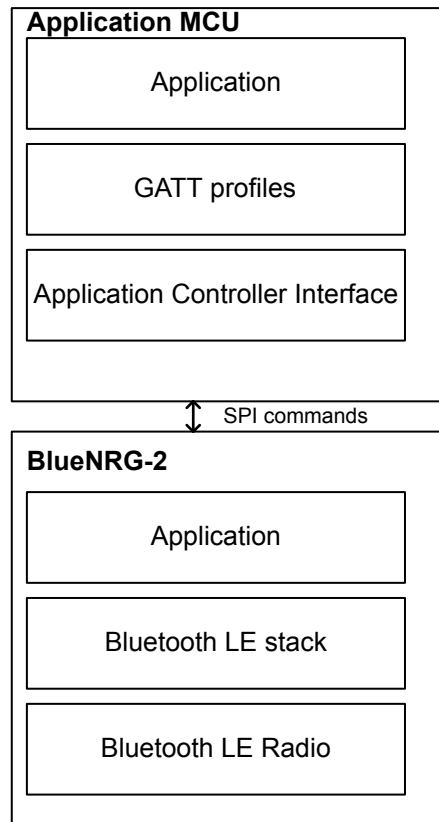 Application MCU
Application
GATT profiles
Application Controller Interface
SPI commands
BlueNRG-2
Application
Bluetooth LE stack
Bluetooth LE Radio